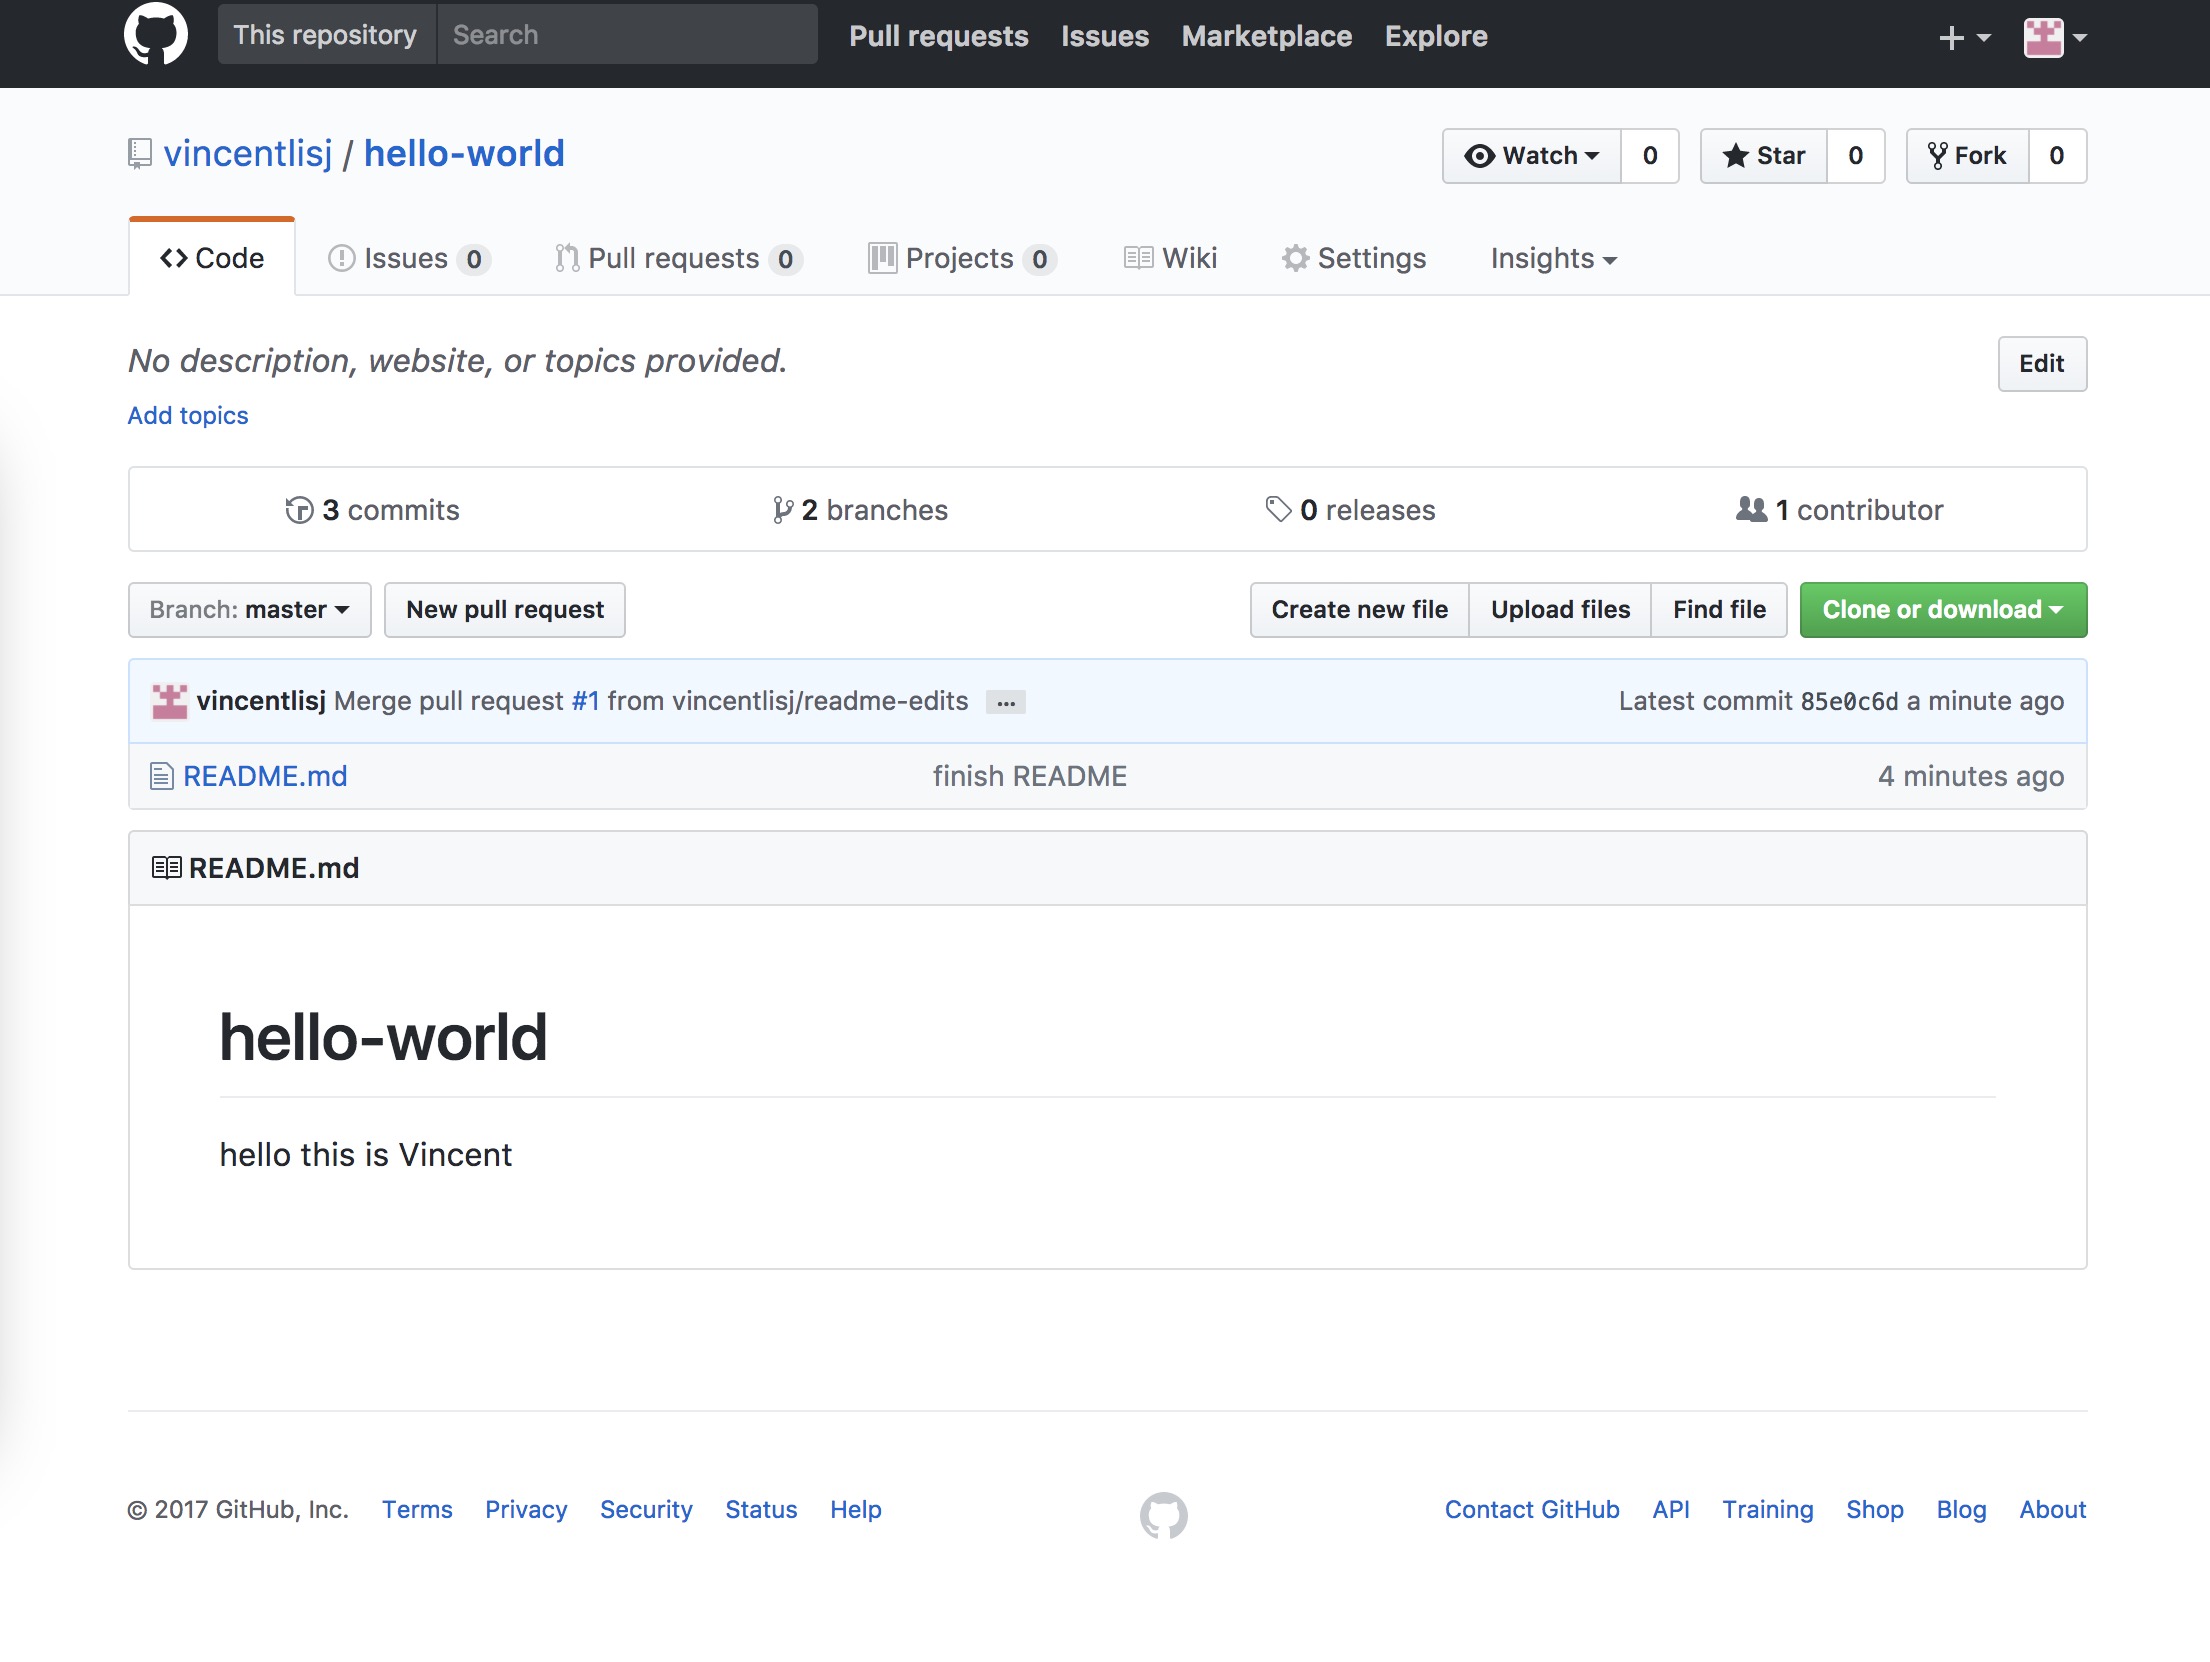 This repository Search Pull requests Issues Marketplace Explore
vincentlisj / hello-world Watch 0 Star 0 Fork 0
Code Issues 0 Pull requests 0 Projects 0 Wiki Settings Insights
No description, website, or topics provided. Edit
Add topics
3 commits 2 branches 0 releases 1 contributor
Branch: master New pull request Create new file Upload files Find file Clone or download
vincentlisj Merge pull request #1 from vincentlisj/readme-edits … Latest commit 85e0c6d a minute ago
README.md finish README 4 minutes ago
README.md
hello-world
hello this is Vincent
© 2017 GitHub, Inc. Terms Privacy Security Status Help Contact GitHub API Training Shop Blog About